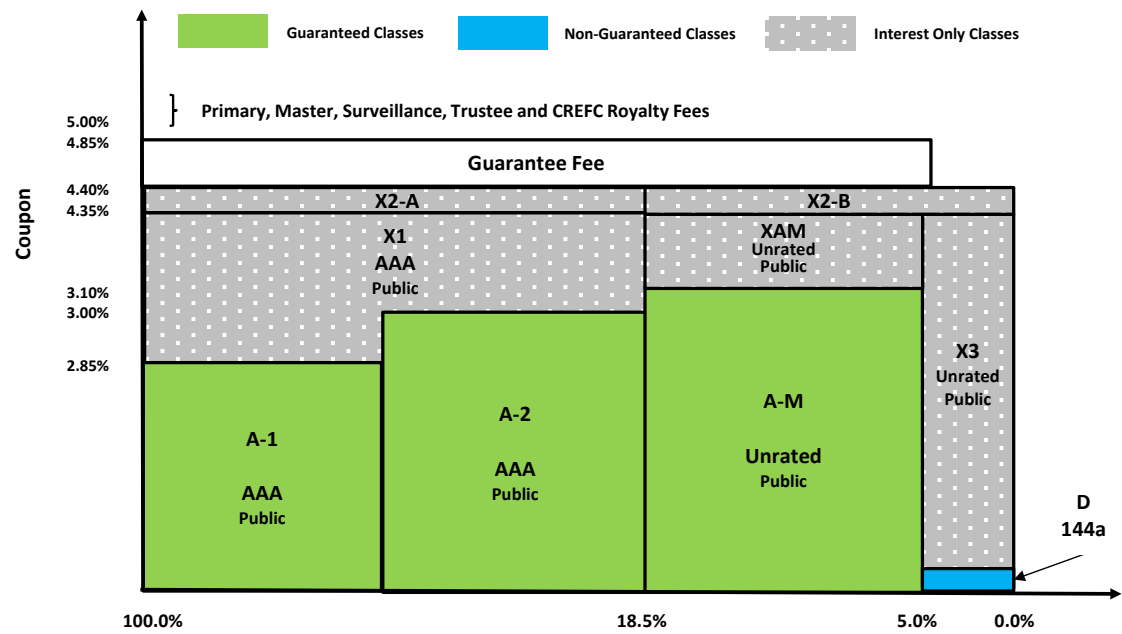 Guaranteed Classes
Non-Guaranteed Classes
Interest Only Classes
Primary, Master, Surveillance, Trustee and CREFC Royalty Fees
5.00%
4.85%
Guarantee Fee
4.40%
X2-A
X2-B
4.35%
Coupon
X1
AAA
Public
XAM
Unrated
Public
3.10%
3.00%
2.85%
X3
Unrated
Public
A-1
AAA
Public
A-2
AAA
Public
A-M
Unrated
Public
D
144a
100.0%
18.5%
5.0%
0.0%